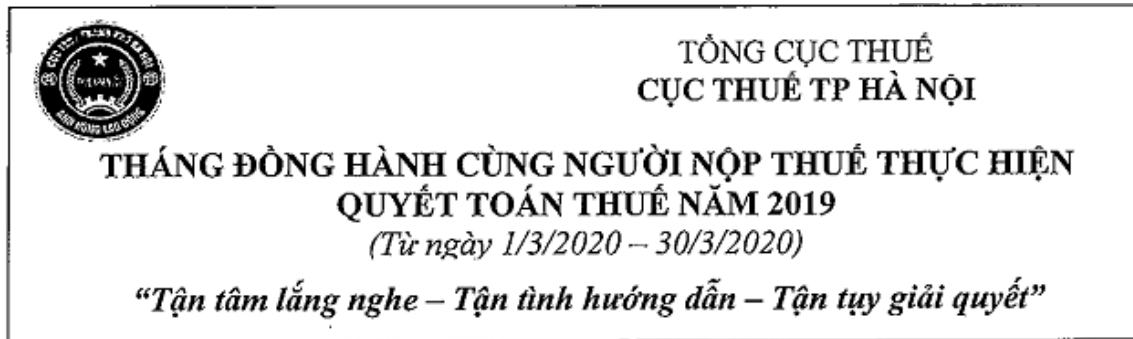 TỔNG CỤC THUẾ
CỤC THUẾ TP HÀ NỘI
THÁNG ĐỒNG HÀNH CÙNG NGƯỜI NỘP THUẾ THỰC HIỆN
QUYẾT TOÁN THUẾ NĂM 2019
(Từ ngày 1/3/2020 – 30/3/2020)
“Tận tâm lắng nghe – Tận tình hướng dẫn – Tận tụy giải quyết”